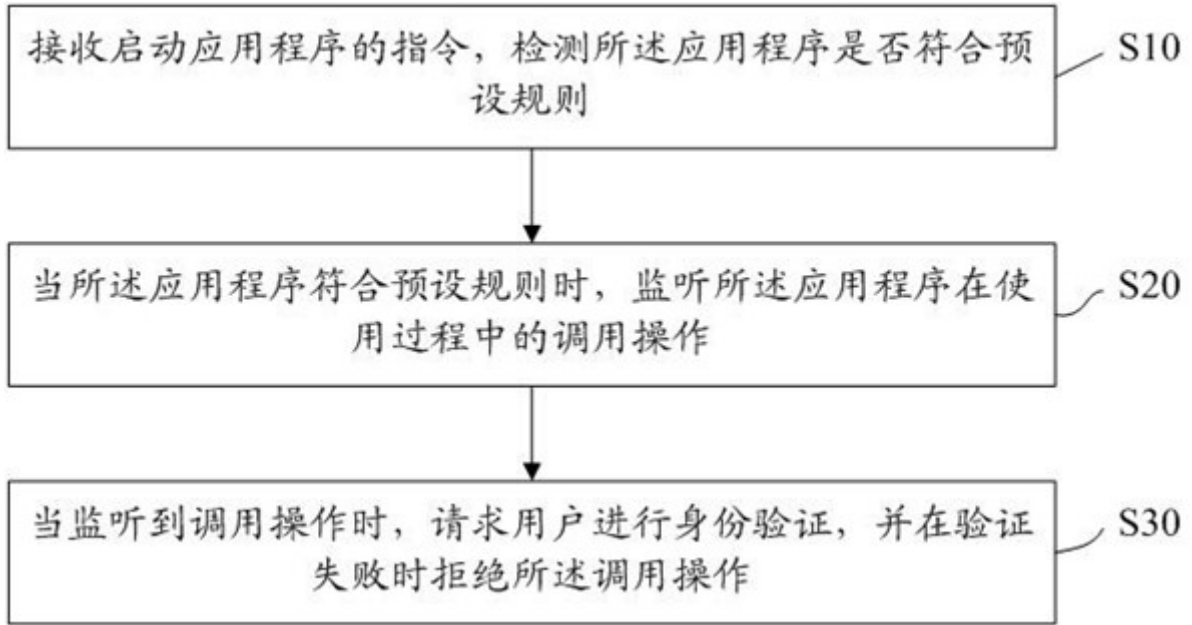 接收启动应用程序的指令，检测所述应用程序是否符合预
设规则
S10
当所述应用程序符合预设规则时，监听所述应用程序在使
用过程中的调用操作
S20
当监听到调用操作时，请求用户进行身份验证，并在验证
失败时拒绝所述调用操作
S30